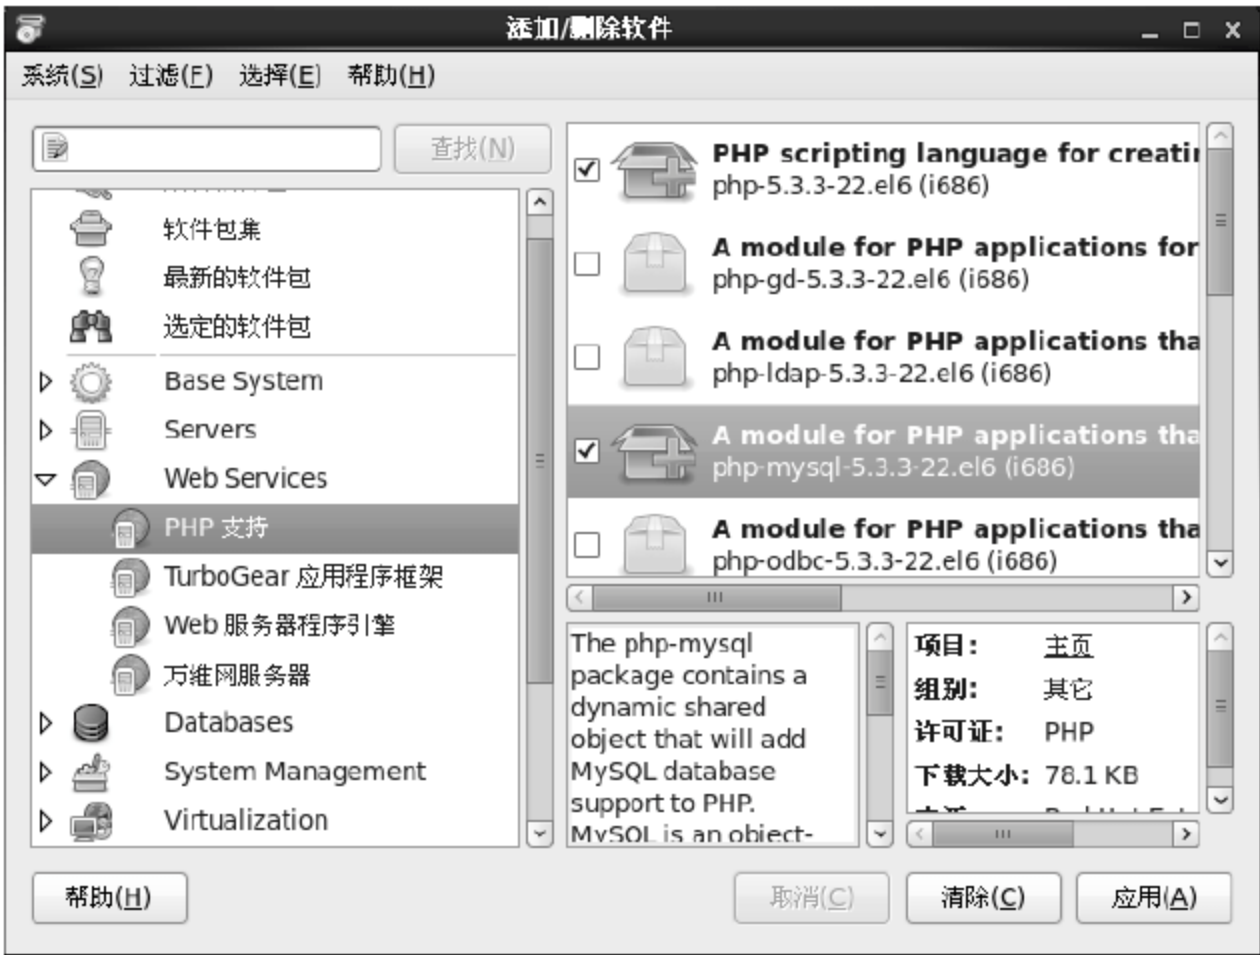 添加/删除软件
系统(S) 过滤(F) 选择(E) 帮助(H)
查找(N)
软件包集
最新的软件包
选定的软件包
Base System
Servers
Web Services
PHP 支持
TurboGear 应用程序框架
Web 服务器程序引擎
万维网服务器
Databases
System Management
Virtualization
PHP scripting language for creatin
php-5.3.3-22.el6 (i686)
A module for PHP applications for
php-gd-5.3.3-22.el6 (i686)
A module for PHP applications tha
php-ldap-5.3.3-22.el6 (i686)
A module for PHP applications tha
php-mysql-5.3.3-22.el6 (i686)
A module for PHP applications tha
php-odbc-5.3.3-22.el6 (i686)
The php-mysql
package contains a
dynamic shared
object that will add
MySQL database
support to PHP.
MySQL is an object-
项目: 主页
组别: 其它
许可证: PHP
下载大小: 78.1 KB
帮助(H)
取消(C)
清除(C)
应用(A)